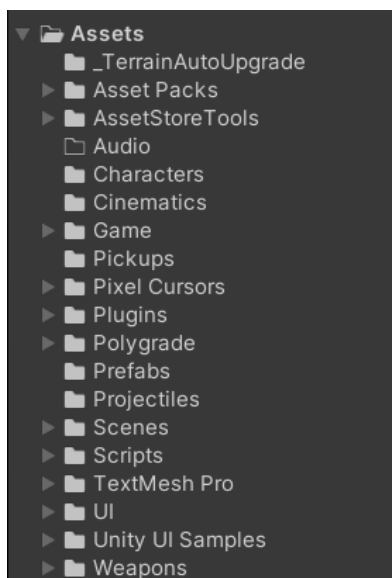 Assets
_TerrainAutoUpgrade
Asset Packs
AssetStoreTools
Audio
Characters
Cinematics
Game
Pickups
Pixel Cursors
Plugins
Polygrade
Prefabs
Projectiles
Scenes
Scripts
TextMesh Pro
UI
Unity UI Samples
Weapons